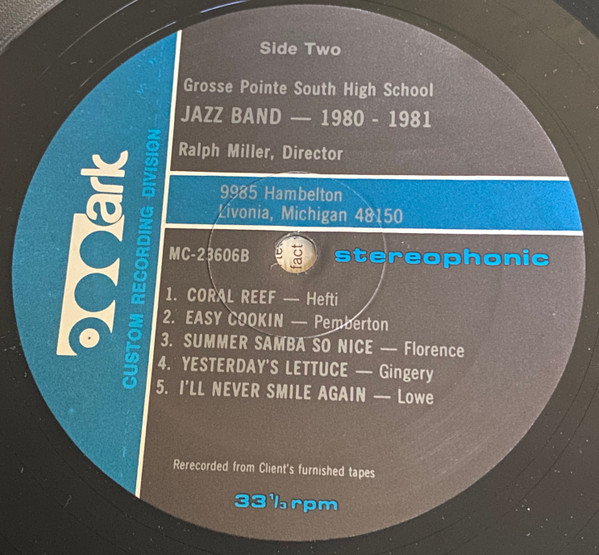 Side Two
Grosse Pointe South High School
JAZZ BAND — 1980 - 1981
Ralph Miller, Director
9985 Hambelton
Livonia, Michigan 48150
MC-23606B
fact
stereophonic
1. CORAL REEF — Hefti
2. EASY COOKIN — Pemberton
3. SUMMER SAMBA SO NICE — Florence
4. YESTERDAY'S LETTUCE — Gingery
5. I'LL NEVER SMILE AGAIN — Lowe
Rerecorded from Client's furnished tapes
33⅓ rpm
mark
CUSTOM RECORDING DIVISION